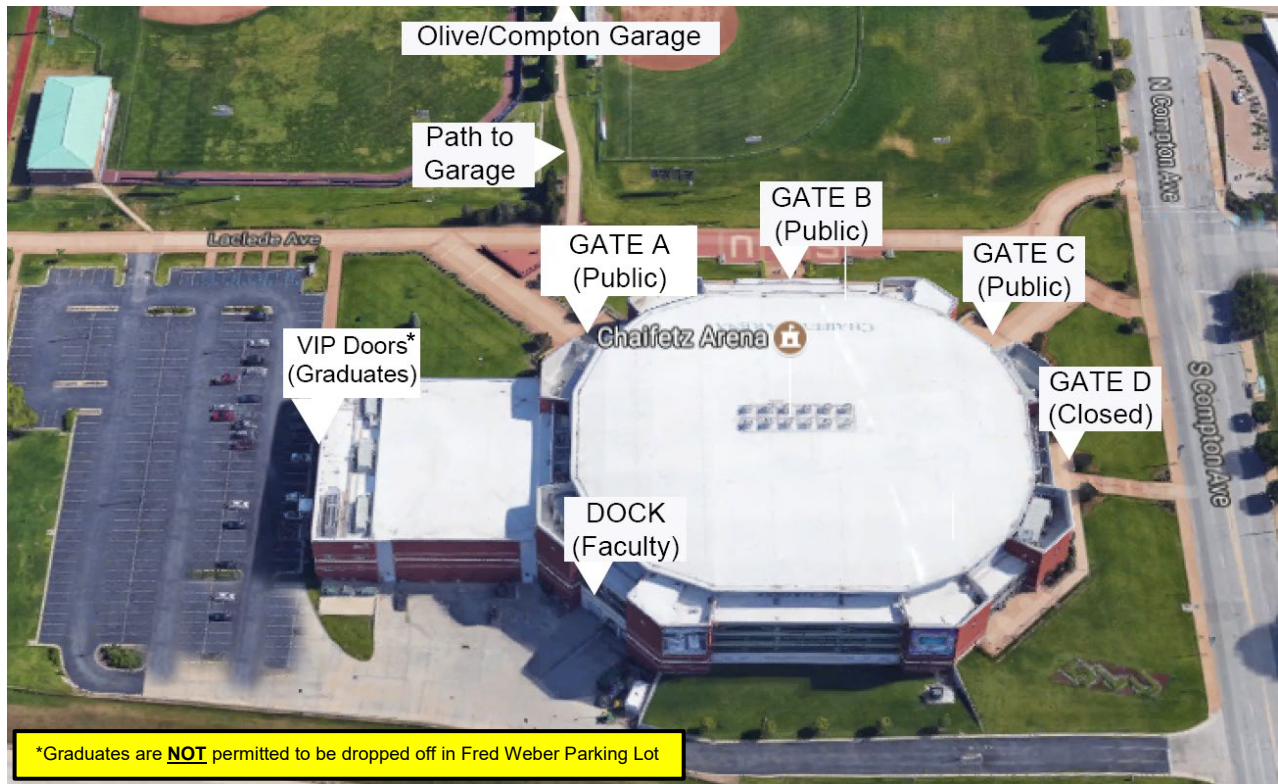 Olive/Compton Garage
Path to
Garage
N Compton Ave
GATE B
(Public)
Laclede Ave
GATE A
(Public)
U S
GATE C
(Public)
CHAIFETZ ARENA
Chaifetz Arena
VIP Doors*
(Graduates)
GATE D
(Closed)
S Compton Ave
DOCK
(Faculty)
*Graduates are NOT permitted to be dropped off in Fred Weber Parking Lot